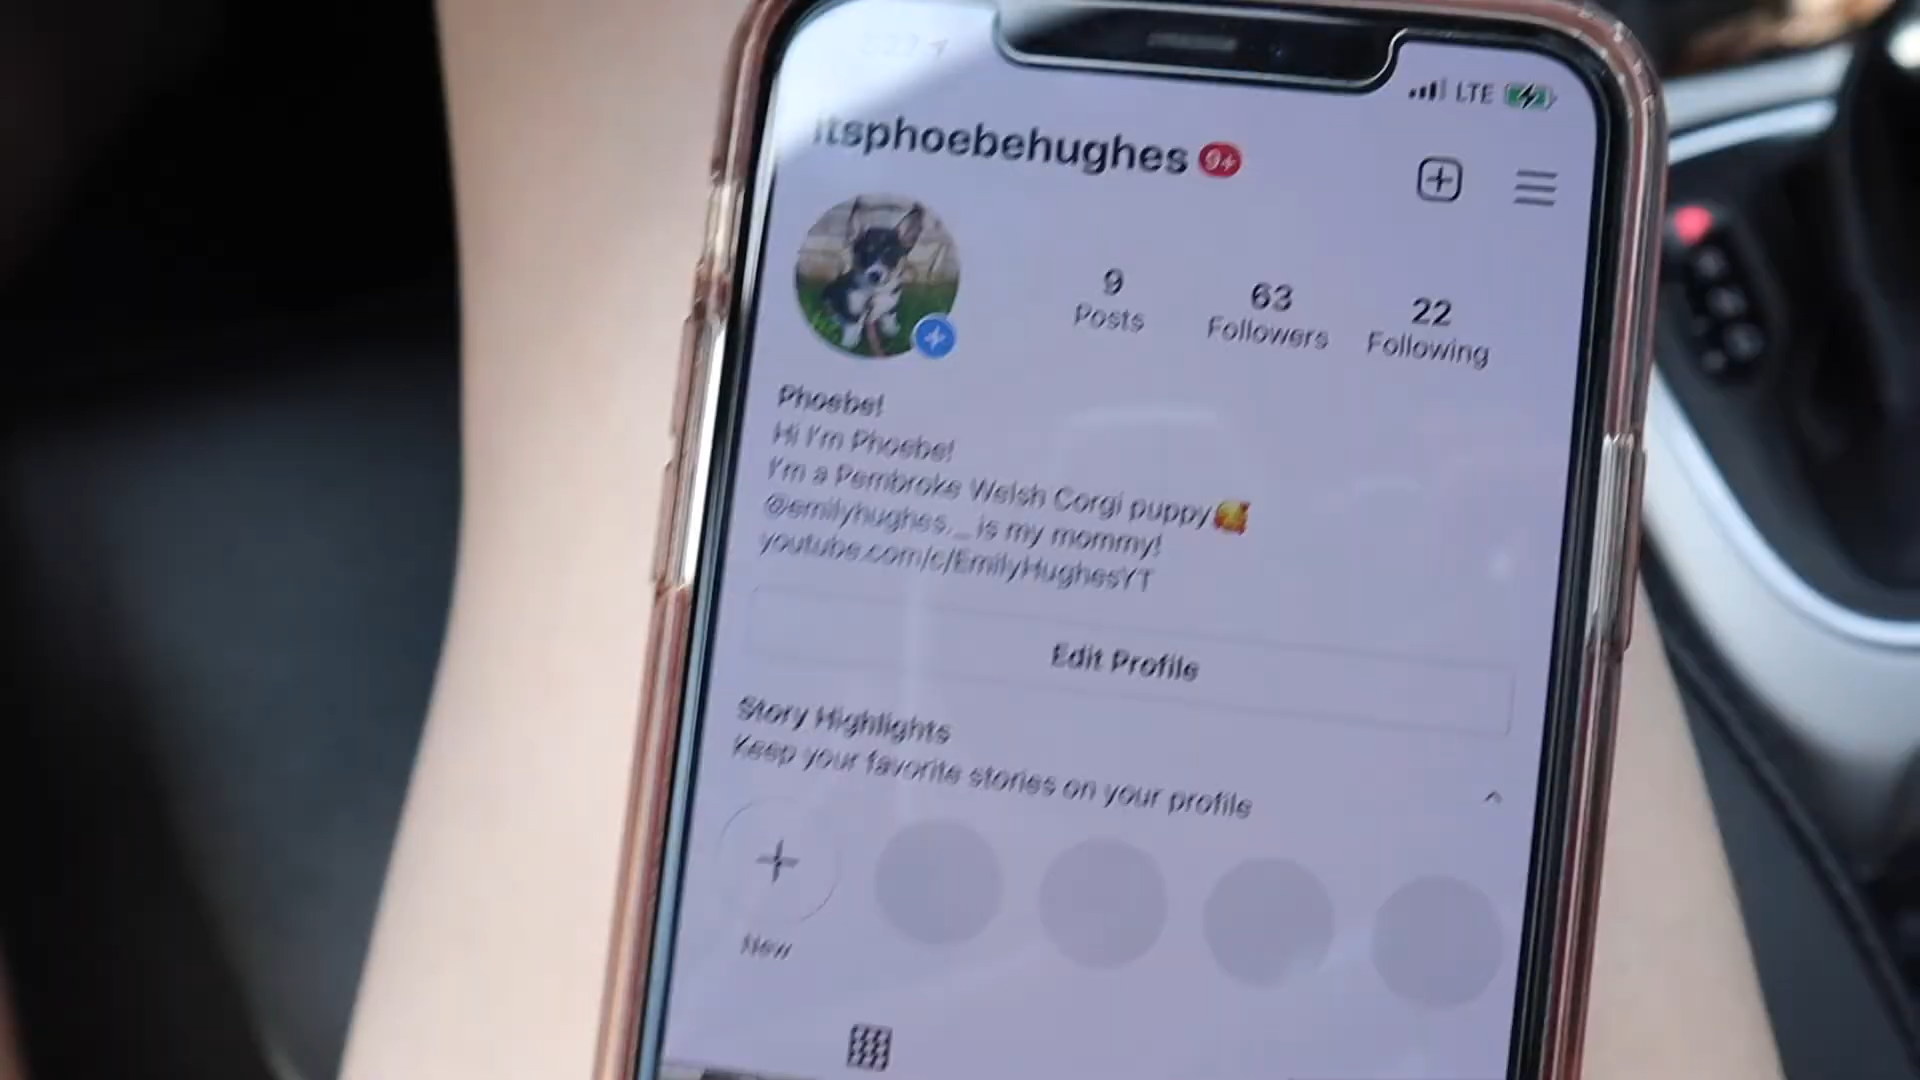 LTE
itsphoebehughes 9+
9 63 22
Posts Followers Following
Phoebe!
Hi I'm Phoebe!
I'm a Pembroke Welsh Corgi puppy🥰
@emilyhughes._ is my mommy!
youtube.com/c/EmilyHughesYT
Edit Profile
Story Highlights
Keep your favorite stories on your profile
New